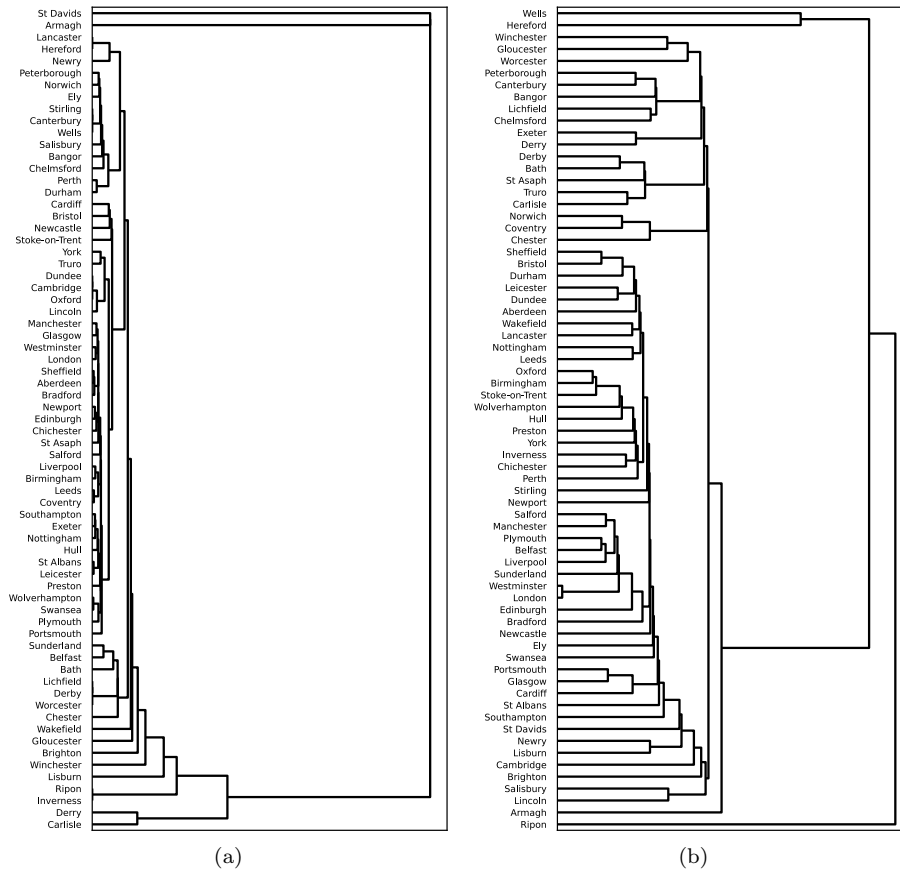 St Davids
Armagh
Lancaster
Hereford
Newry
Peterborough
Norwich
Ely
Stirling
Canterbury
Wells
Salisbury
Bangor
Chelmsford
Perth
Durham
Cardiff
Bristol
Newcastle
Stoke-on-Trent
York
Truro
Dundee
Cambridge
Oxford
Lincoln
Manchester
Glasgow
Westminster
London
Sheffield
Aberdeen
Bradford
Newport
Edinburgh
Chichester
St Asaph
Salford
Liverpool
Birmingham
Leeds
Coventry
Southampton
Exeter
Nottingham
Hull
St Albans
Leicester
Preston
Wolverhampton
Swansea
Plymouth
Portsmouth
Sunderland
Belfast
Bath
Lichfield
Derby
Worcester
Chester
Wakefield
Gloucester
Brighton
Winchester
Lisburn
Ripon
Inverness
Derry
Carlisle
(a)
Wells
Hereford
Winchester
Gloucester
Worcester
Peterborough
Canterbury
Bangor
Lichfield
Chelmsford
Exeter
Derry
Derby
Bath
St Asaph
Truro
Carlisle
Norwich
Coventry
Chester
Sheffield
Bristol
Durham
Leicester
Dundee
Aberdeen
Wakefield
Lancaster
Nottingham
Leeds
Oxford
Birmingham
Stoke-on-Trent
Wolverhampton
Hull
Preston
York
Inverness
Chichester
Perth
Stirling
Newport
Salford
Manchester
Plymouth
Belfast
Liverpool
Sunderland
Westminster
London
Edinburgh
Bradford
Newcastle
Ely
Swansea
Portsmouth
Glasgow
Cardiff
St Albans
Southampton
St Davids
Newry
Lisburn
Cambridge
Brighton
Salisbury
Lincoln
Armagh
Ripon
(b)